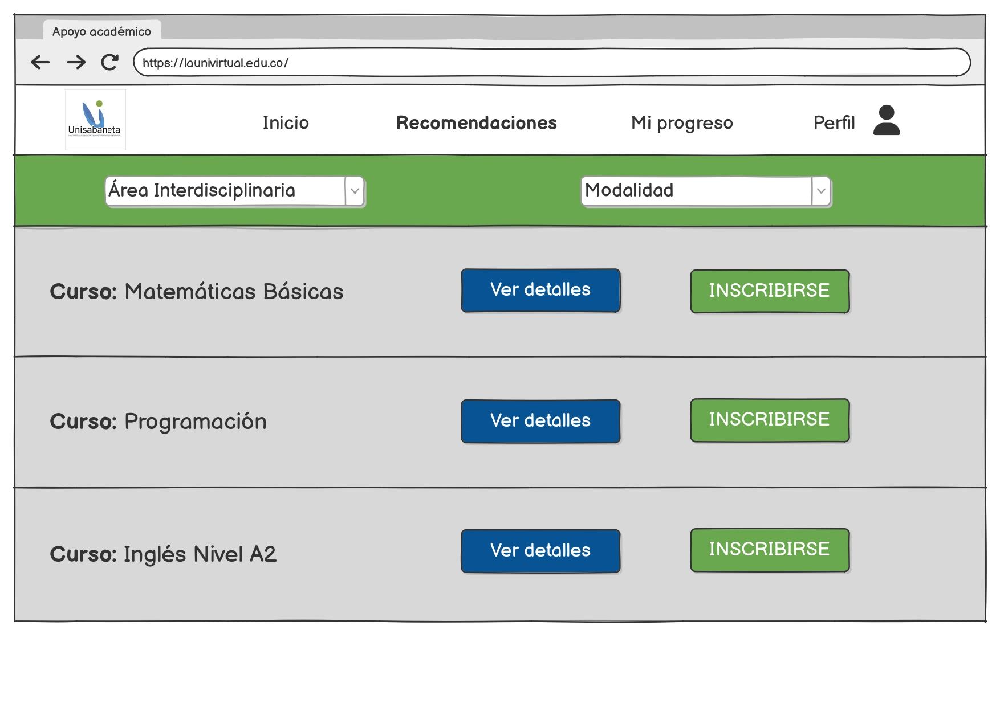 Apoyo académico
https://launivirtual.edu.co/
Unisabaneta
Inicio
Recomendaciones
Mi progreso
Perfil
Área Interdisciplinaria
Modalidad
Curso: Matemáticas Básicas
Ver detalles
INSCRIBIRSE
Curso: Programación
Ver detalles
INSCRIBIRSE
Curso: Inglés Nivel A2
Ver detalles
INSCRIBIRSE